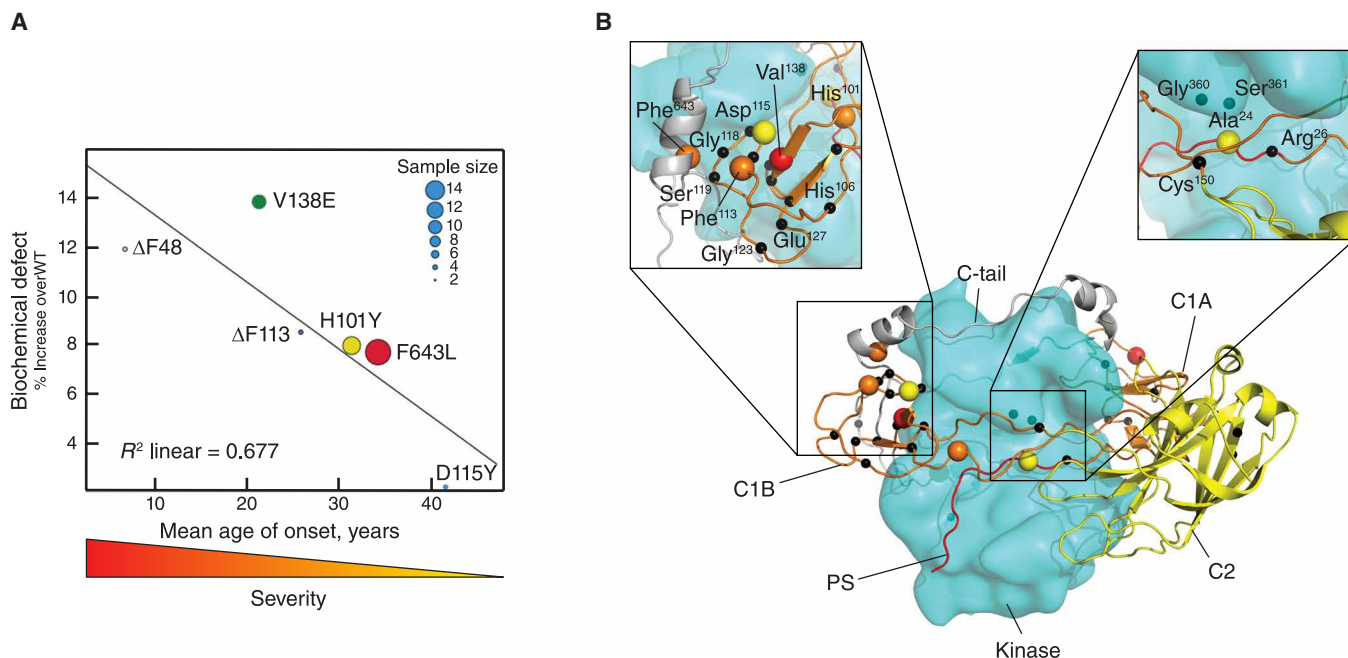 A
Biochemical defect
% Increase overWT
14
12
10
8
6
4
V138E
ΔF48
ΔF113
H101Y
F643L
D115Y
Sample size
14
12
10
8
6
4
2
R² linear = 0.677
10
20
30
40
Mean age of onset, years
Severity
B
Val¹³⁸
His¹⁰¹
Phe⁶⁴³
Asp¹¹⁵
Gly¹¹⁸
Ser¹¹⁹
His¹⁰⁶
Phe¹¹³
Glu¹²⁷
Gly¹²³
Gly³⁶⁰
Ser³⁶¹
Ala²⁴
Arg²⁶
Cys¹⁵⁰
C-tail
C1A
C1B
C2
PS
Kinase